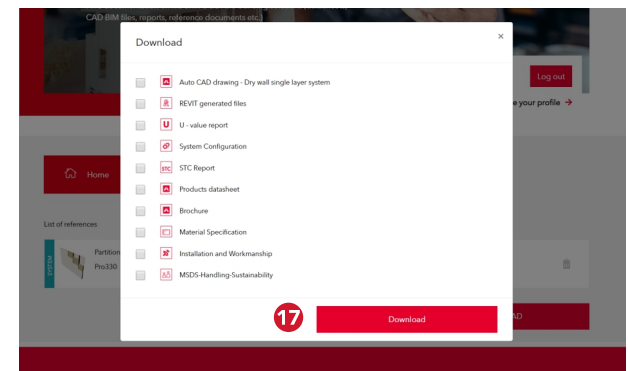 CAD BIM files, reports, reference documents etc.)
Download
×
Log out
Auto CAD drawing - Dry wall single layer system
REVIT generated files
e your profile →
U
U - value report
System Configuration
STC
STC Report
Home
Products datasheet
Brochure
List of references
Material Specification
SYSTEM
Partition
Installation and Workmanship
Pro330
MSDS-Handling-Sustainability
17
Download
AD